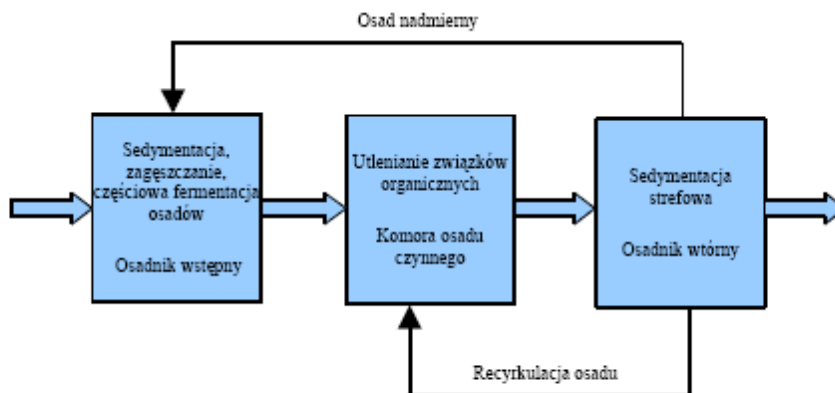 Osad nadmierny
Sedymentacja,
zagęszczanie,
częściowa fermentacja
osadów
Osadnik wstępny
Utlenianie związków
organicznych
Komora osadu
czynnego
Sedymentacja
strefowa
Osadnik wtórny
Recyrkulacja osadu